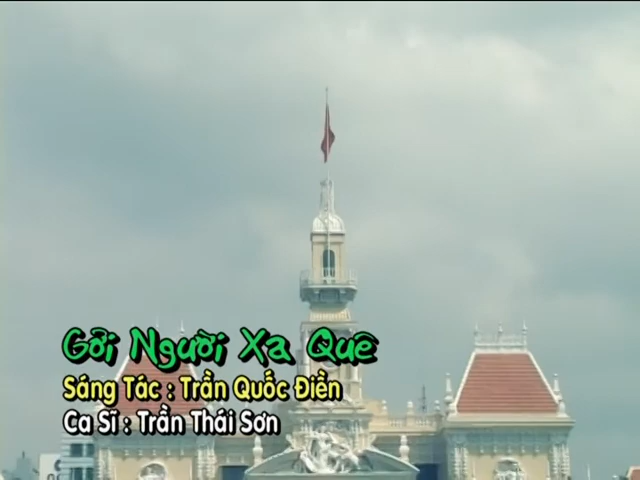 Gởi Người Xa Quê
Sáng Tác : Trần Quốc Điền
Ca Sĩ : Trần Thái Sơn